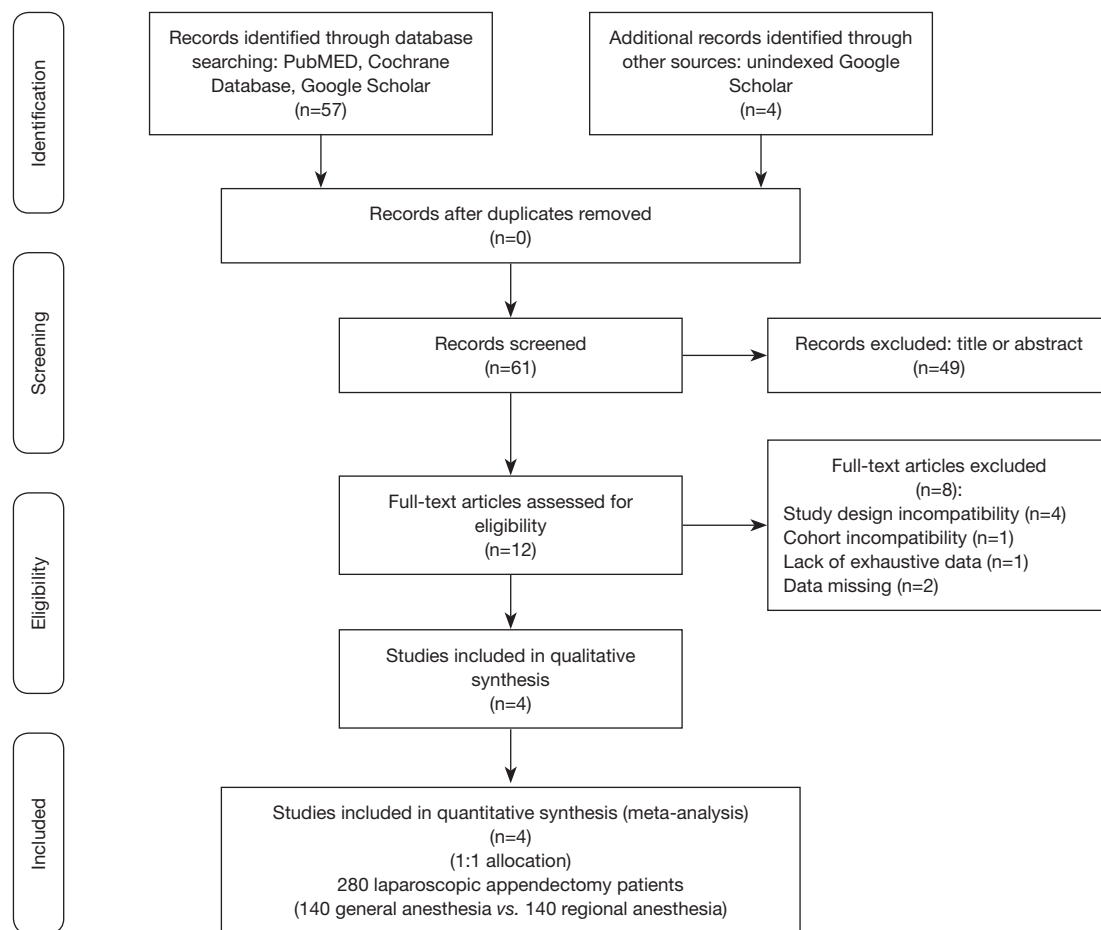 Identification
Records identified through database
searching: PubMED, Cochrane
Database, Google Scholar
(n=57)
Additional records identified through
other sources: unindexed Google
Scholar
(n=4)
Records after duplicates removed
(n=0)
Screening
Records screened
(n=61)
Records excluded: title or abstract
(n=49)
Eligibility
Full-text articles assessed for
eligibility
(n=12)
Full-text articles excluded
(n=8):
Study design incompatibility (n=4)
Cohort incompatibility (n=1)
Lack of exhaustive data (n=1)
Data missing (n=2)
Studies included in qualitative
synthesis
(n=4)
Included
Studies included in quantitative synthesis (meta-analysis)
(n=4)
(1:1 allocation)
280 laparoscopic appendectomy patients
(140 general anesthesia vs. 140 regional anesthesia)